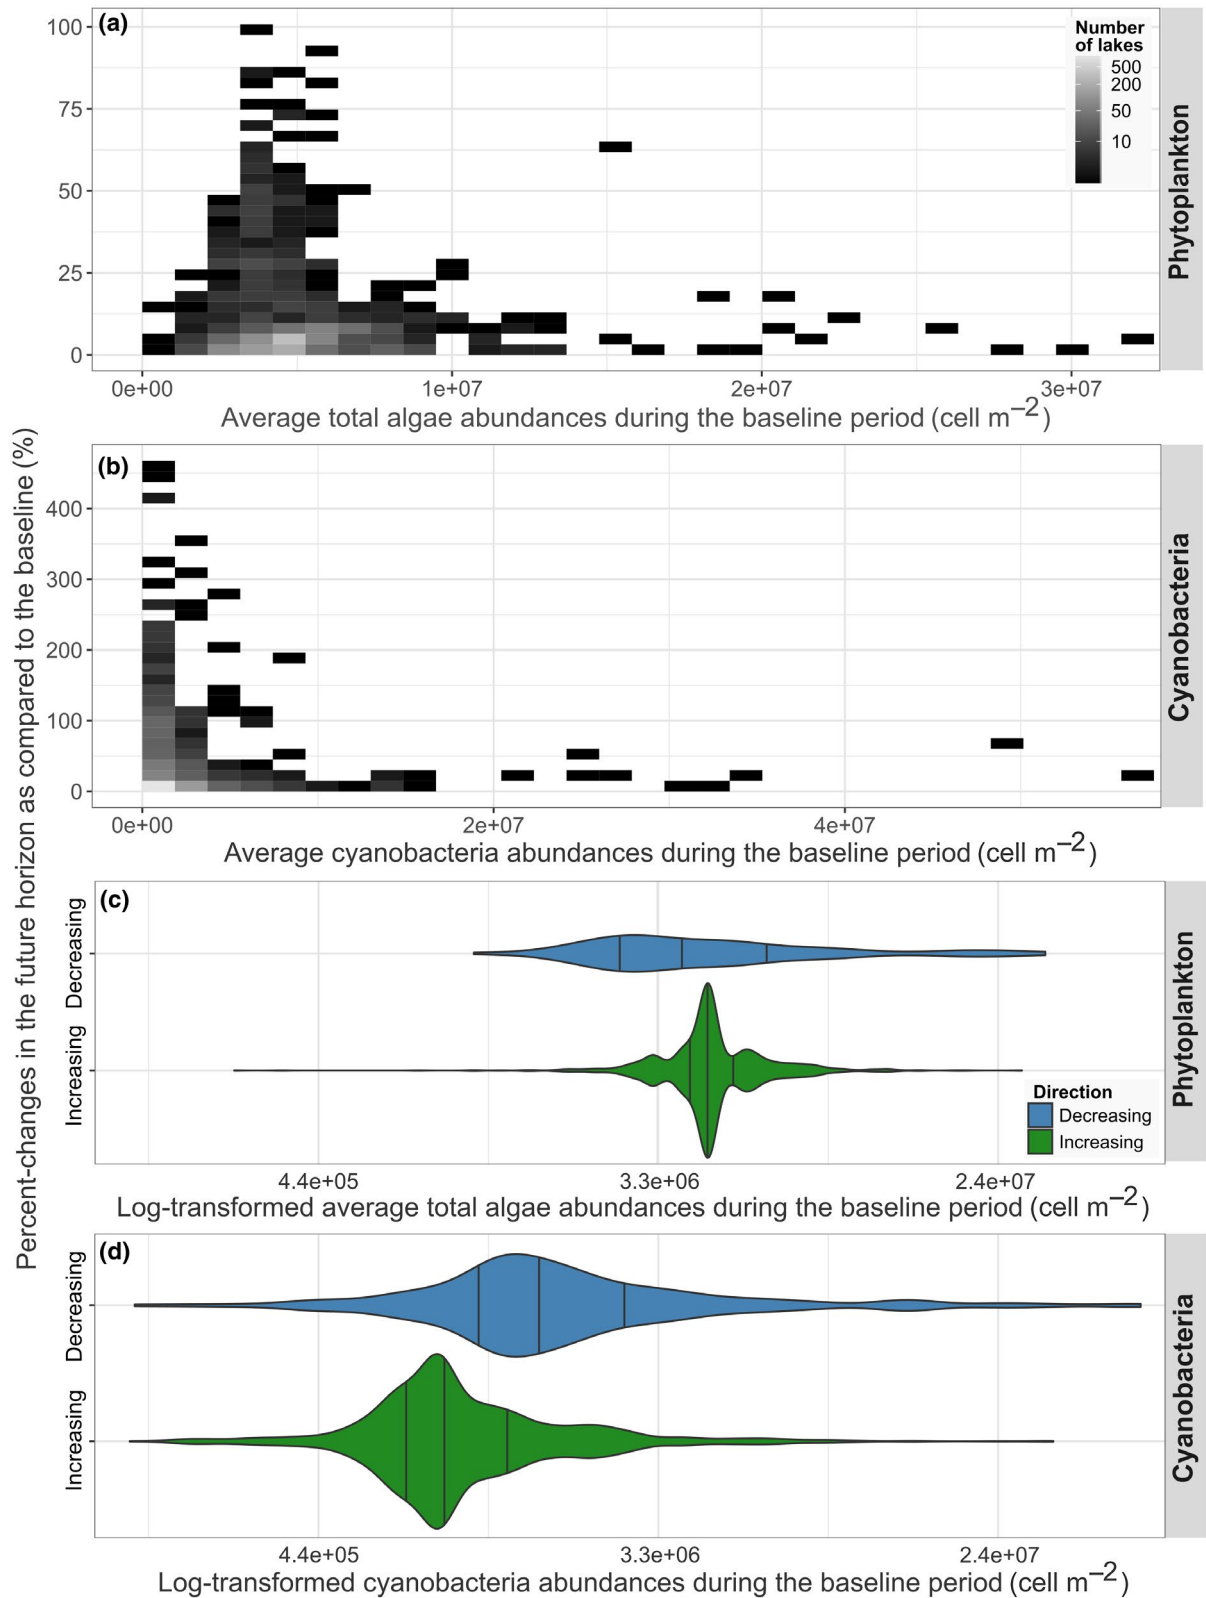 Percent-changes in the future horizon as compared to the baseline (%)
(a)
Number
of lakes
500
200
50
10
100
75
50
25
0
Phytoplankton
0e+00 1e+07 2e+07 3e+07
Average total algae abundances during the baseline period (cell m−2)
(b)
400
300
200
100
0
Cyanobacteria
0e+00 2e+07 4e+07
Average cyanobacteria abundances during the baseline period (cell m−2)
(c)
Decreasing
Increasing
Phytoplankton
Direction
Decreasing
Increasing
4.4e+05 3.3e+06 2.4e+07
Log-transformed average total algae abundances during the baseline period (cell m−2)
(d)
Decreasing
Increasing
Cyanobacteria
4.4e+05 3.3e+06 2.4e+07
Log-transformed cyanobacteria abundances during the baseline period (cell m−2)